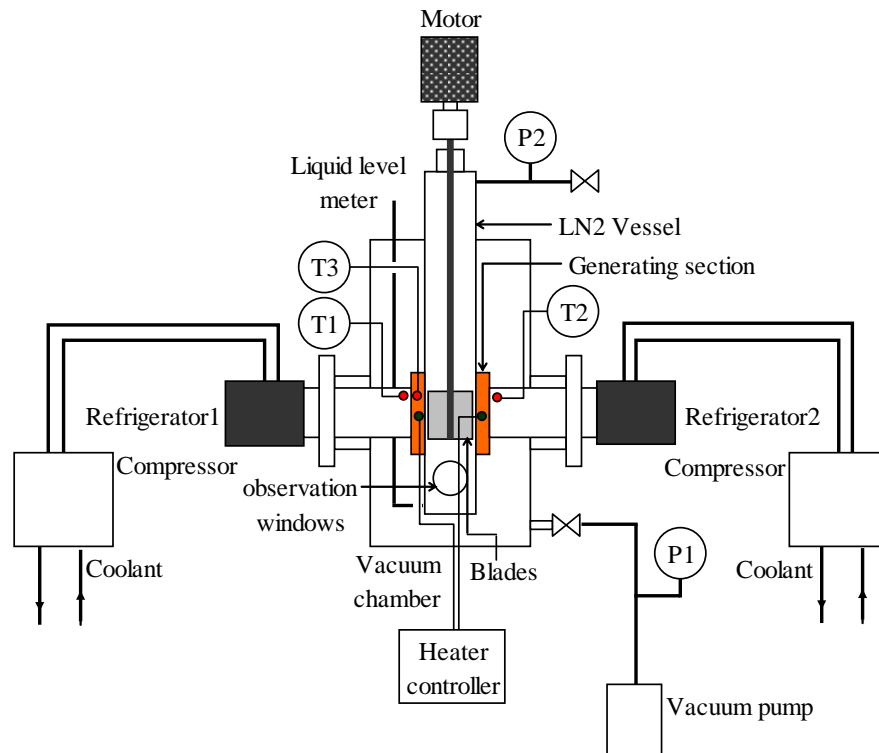 Motor
P2
Liquid level
meter
LN2 Vessel
T3
Generating section
T1
T2
Refrigerator1
Refrigerator2
Compressor
Compressor
observation
windows
Coolant
Vacuum
chamber
Blades
P1
Coolant
Heater
controller
Vacuum pump